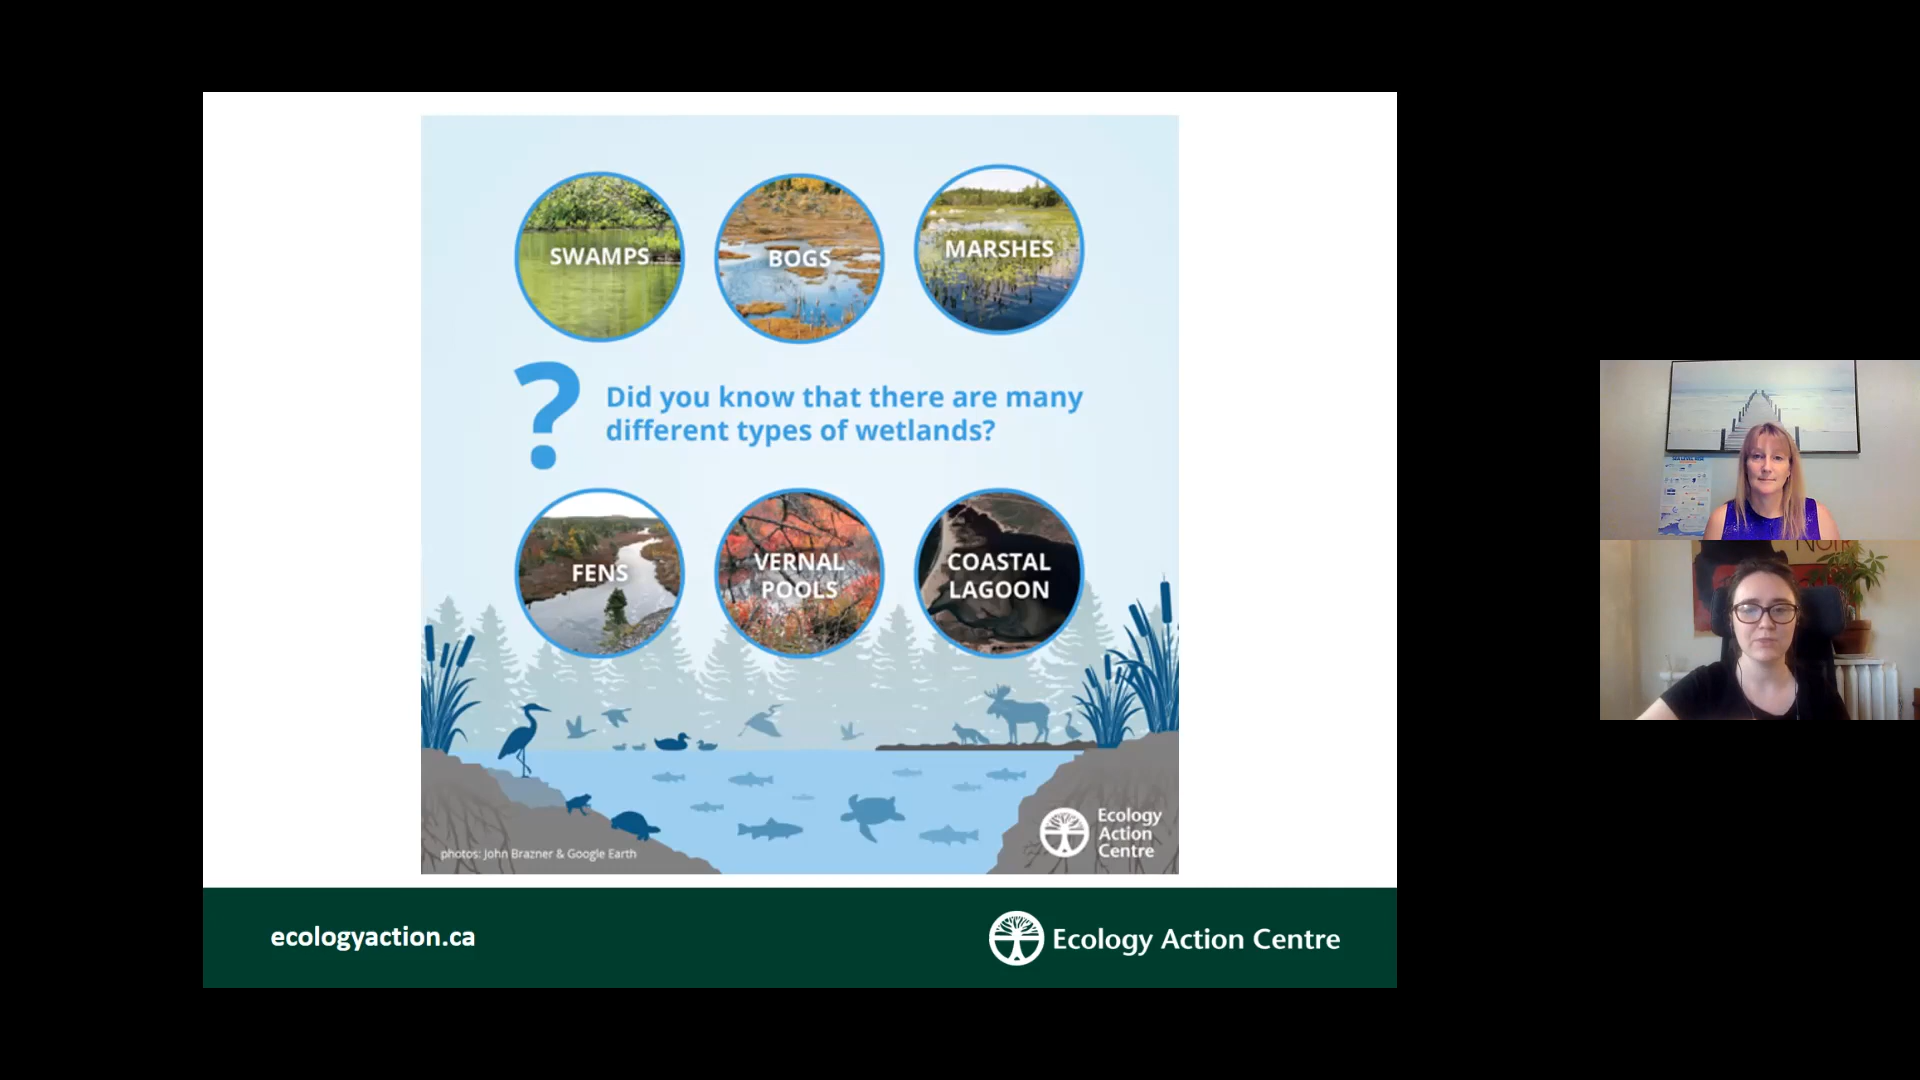 SWAMPS
BOGS
MARSHES
? Did you know that there are many
different types of wetlands?
FENS
VERNAL
POOLS
COASTAL
LAGOON
Ecology
Action
Centre
photos: John Brazner & Google Earth
ecologyaction.ca
Ecology Action Centre